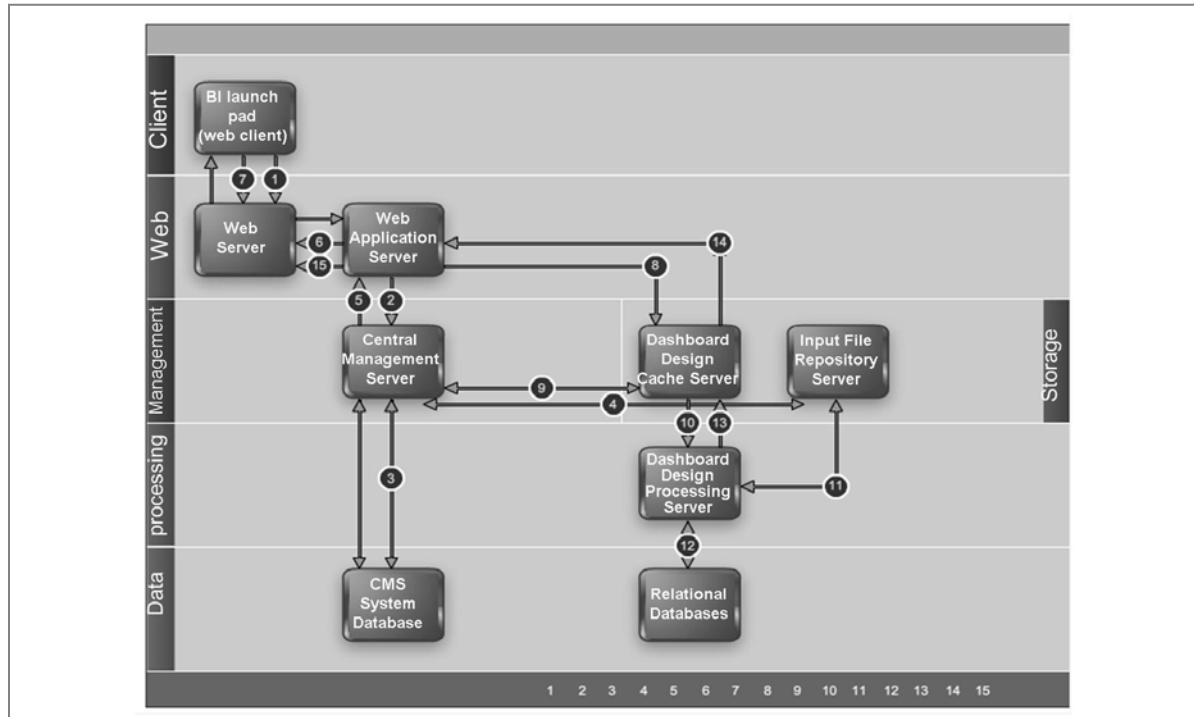 Client
BI launch
pad
(web client)
7
1
Web
Web
Server
Web
Application
Server
6
15
14
8
5
2
Management
Central
Management
Server
Dashboard
Design
Cache Server
Input File
Repository
Server
Storage
9
4
10
13
processing
3
Dashboard
Design
Processing
Server
11
12
Data
CMS
System
Database
Relational
Databases
1 2 3 4 5 6 7 8 9 10 11 12 13 14 15